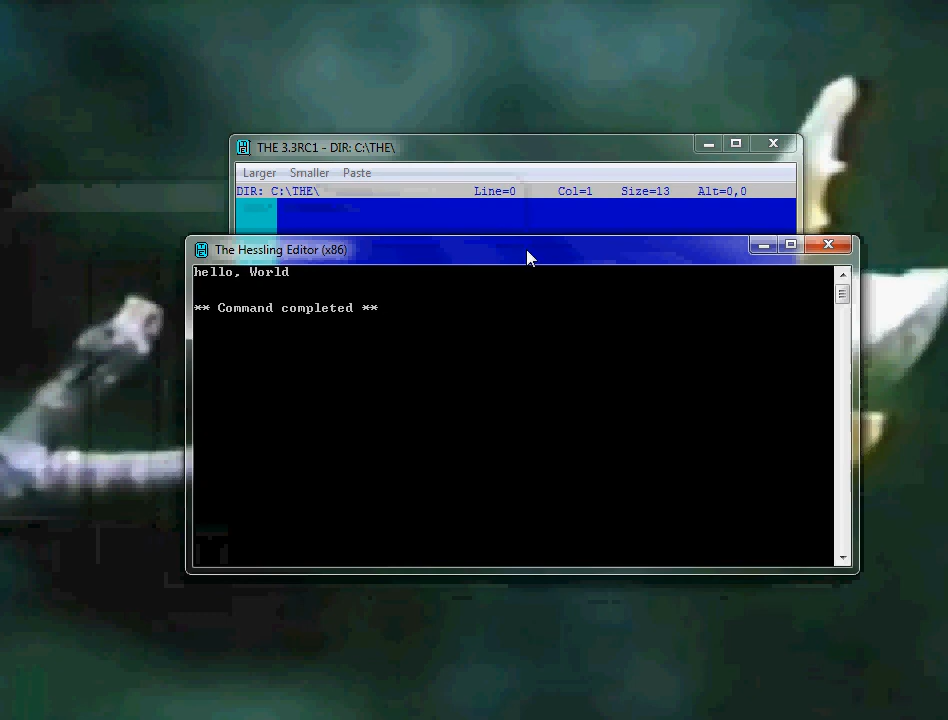 THE 3.3RC1 - DIR: C:\THE\
Larger Smaller Paste
DIR: C:\THE\ Line=0 Col=1 Size=13 Alt=0,0
The Hessling Editor (x86)
hello, World
** Command completed **